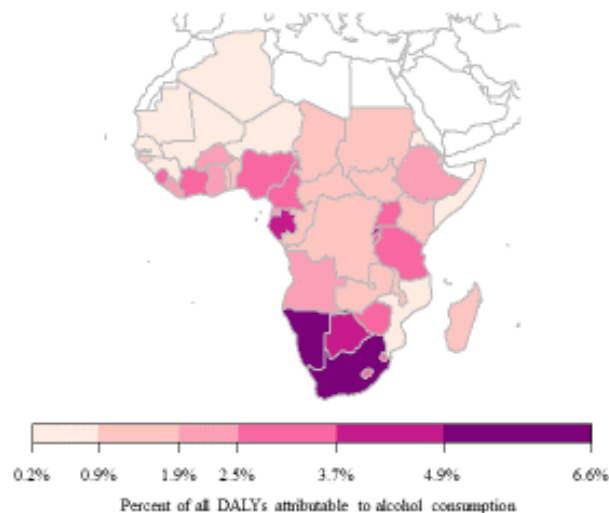 0.2% 0.9% 1.9% 2.5% 3.7% 4.9% 6.6%
Percent of all DALYs attributable to alcohol consumption